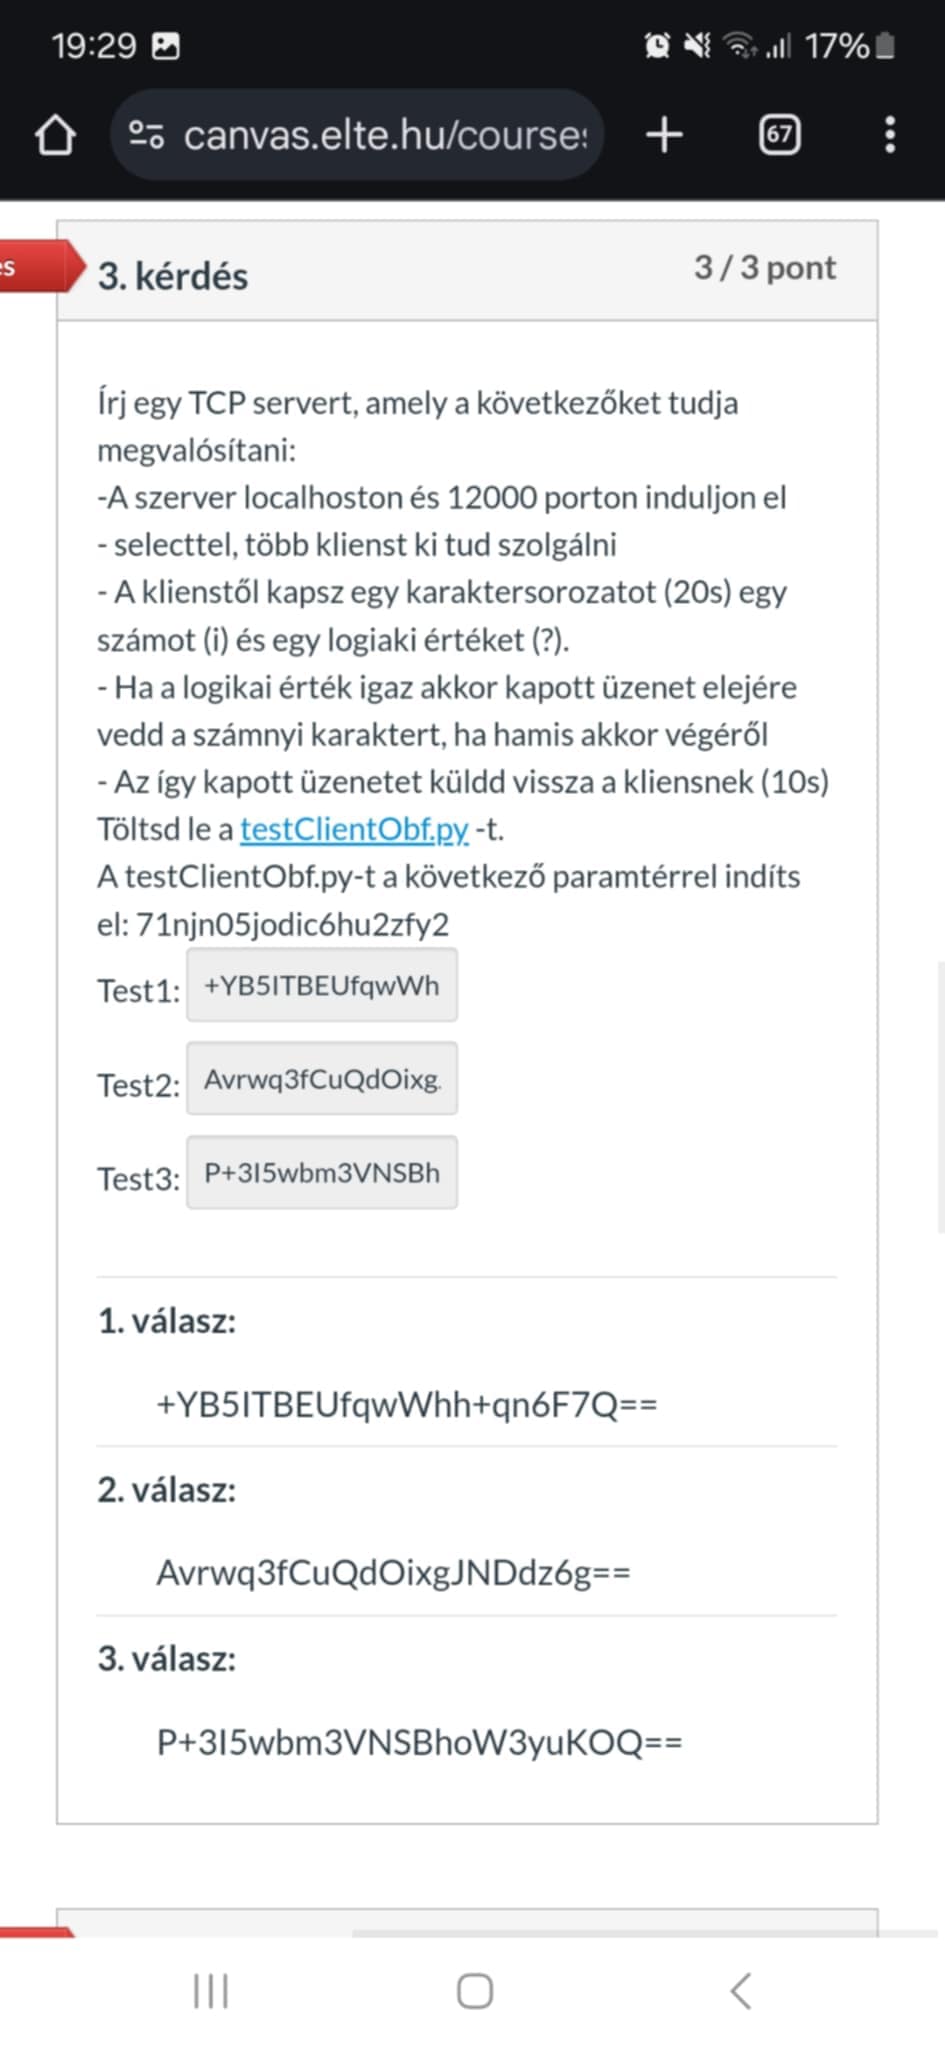 19:29
17%
canvas.elte.hu/course
67
es
3. kérdés
3 / 3 pont
Írj egy TCP servert, amely a következőket tudja
megvalósítani:
-A szerver localhoston és 12000 porton induljon el
- selecttel, több klienst ki tud szolgálni
- A klienstől kapsz egy karaktersorozatot (20s) egy
számot (i) és egy logiaki értéket (?).
- Ha a logikai érték igaz akkor kapott üzenet elejére
vedd a számnyi karaktert, ha hamis akkor végéről
- Az így kapott üzenetet küldd vissza a kliensnek (10s)
Töltsd le a testClientObf.py -t.
A testClientObf.py-t a következő paramtérrel indíts
el: 71njn05jodic6hu2zfy2
Test1: +YB5ITBEUfqwWh
Test2: Avrwq3fCuQdOixg
Test3: P+3I5wbm3VNSBh
1. válasz:
+YB5ITBEUfqwWhh+qn6F7Q==
2. válasz:
Avrwq3fCuQdOixgJNDdz6g==
3. válasz:
P+3I5wbm3VNSBhoW3yuKOQ==